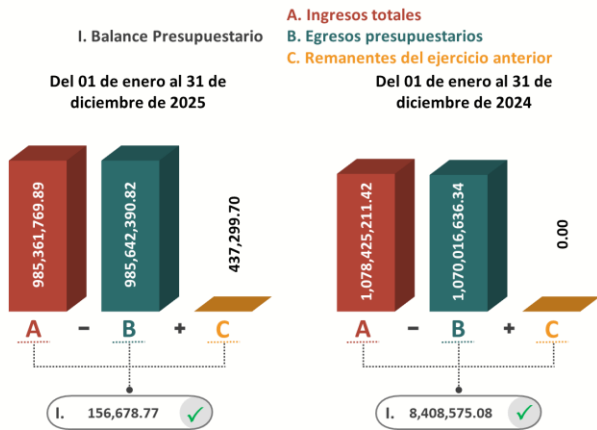 A. Ingresos totales
I. Balance Presupuestario
B. Egresos presupuestarios
C. Remanentes del ejercicio anterior
Del 01 de enero al 31 de
diciembre de 2025
985,361,769.89
985,642,390.82
437,299.70
A - B + C
I. 156,678.77
Del 01 de enero al 31 de
diciembre de 2024
1,078,425,211.42
1,070,016,636.34
0.00
A - B + C
I. 8,408,575.08